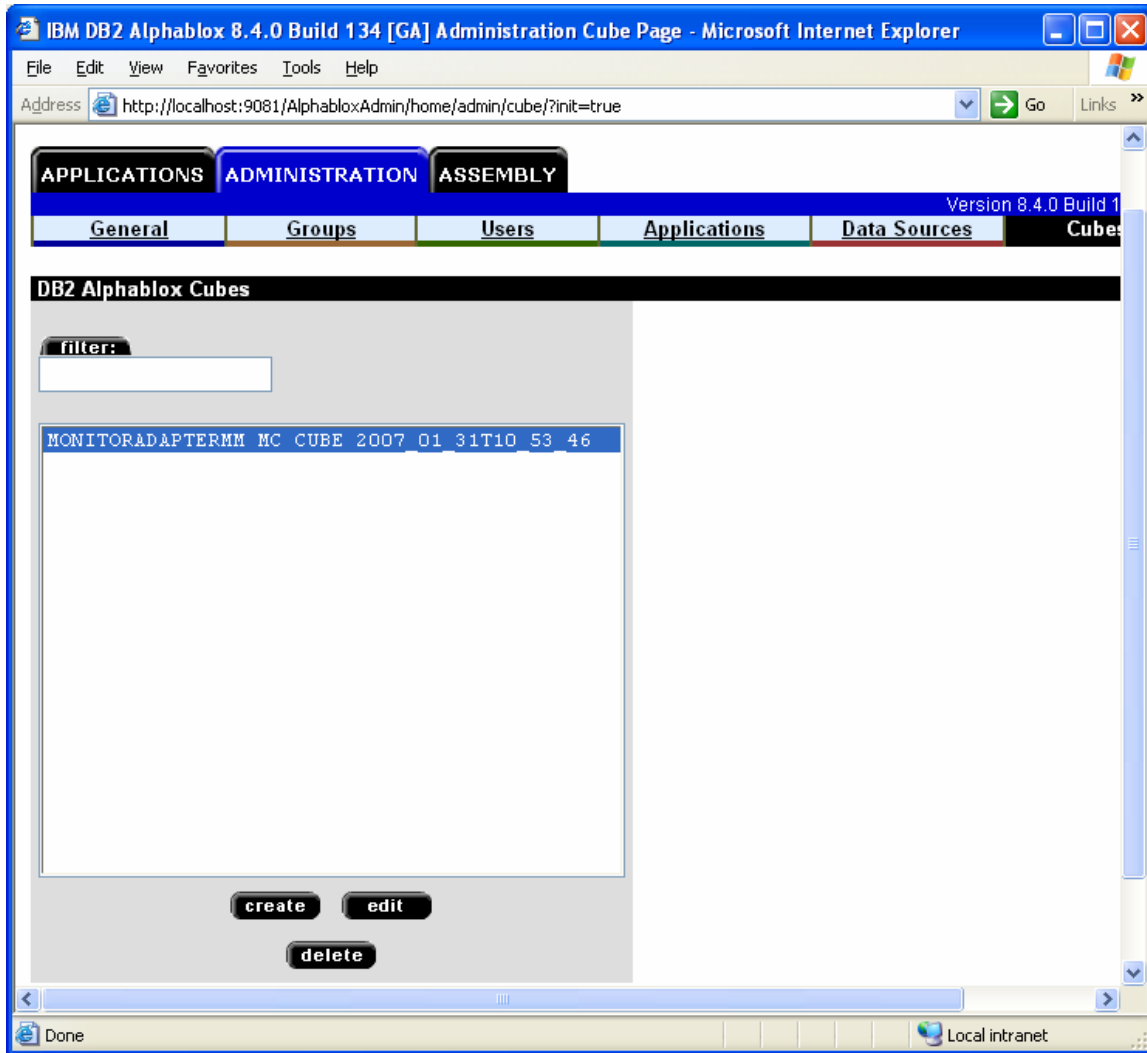 IBM DB2 Alphablox 8.4.0 Build 134 [GA] Administration Cube Page - Microsoft Internet Explorer
File Edit View Favorites Tools Help
Address http://localhost:9081/AlphabloxAdmin/home/admin/cube/?init=true Go Links »
APPLICATIONS ADMINISTRATION ASSEMBLY
Version 8.4.0 Build 1
General Groups Users Applications Data Sources Cubes
DB2 Alphablox Cubes
filter:
MONITORADAPTERMM MC CUBE 2007_01_31T10_53_46
create edit
delete
Done Local intranet